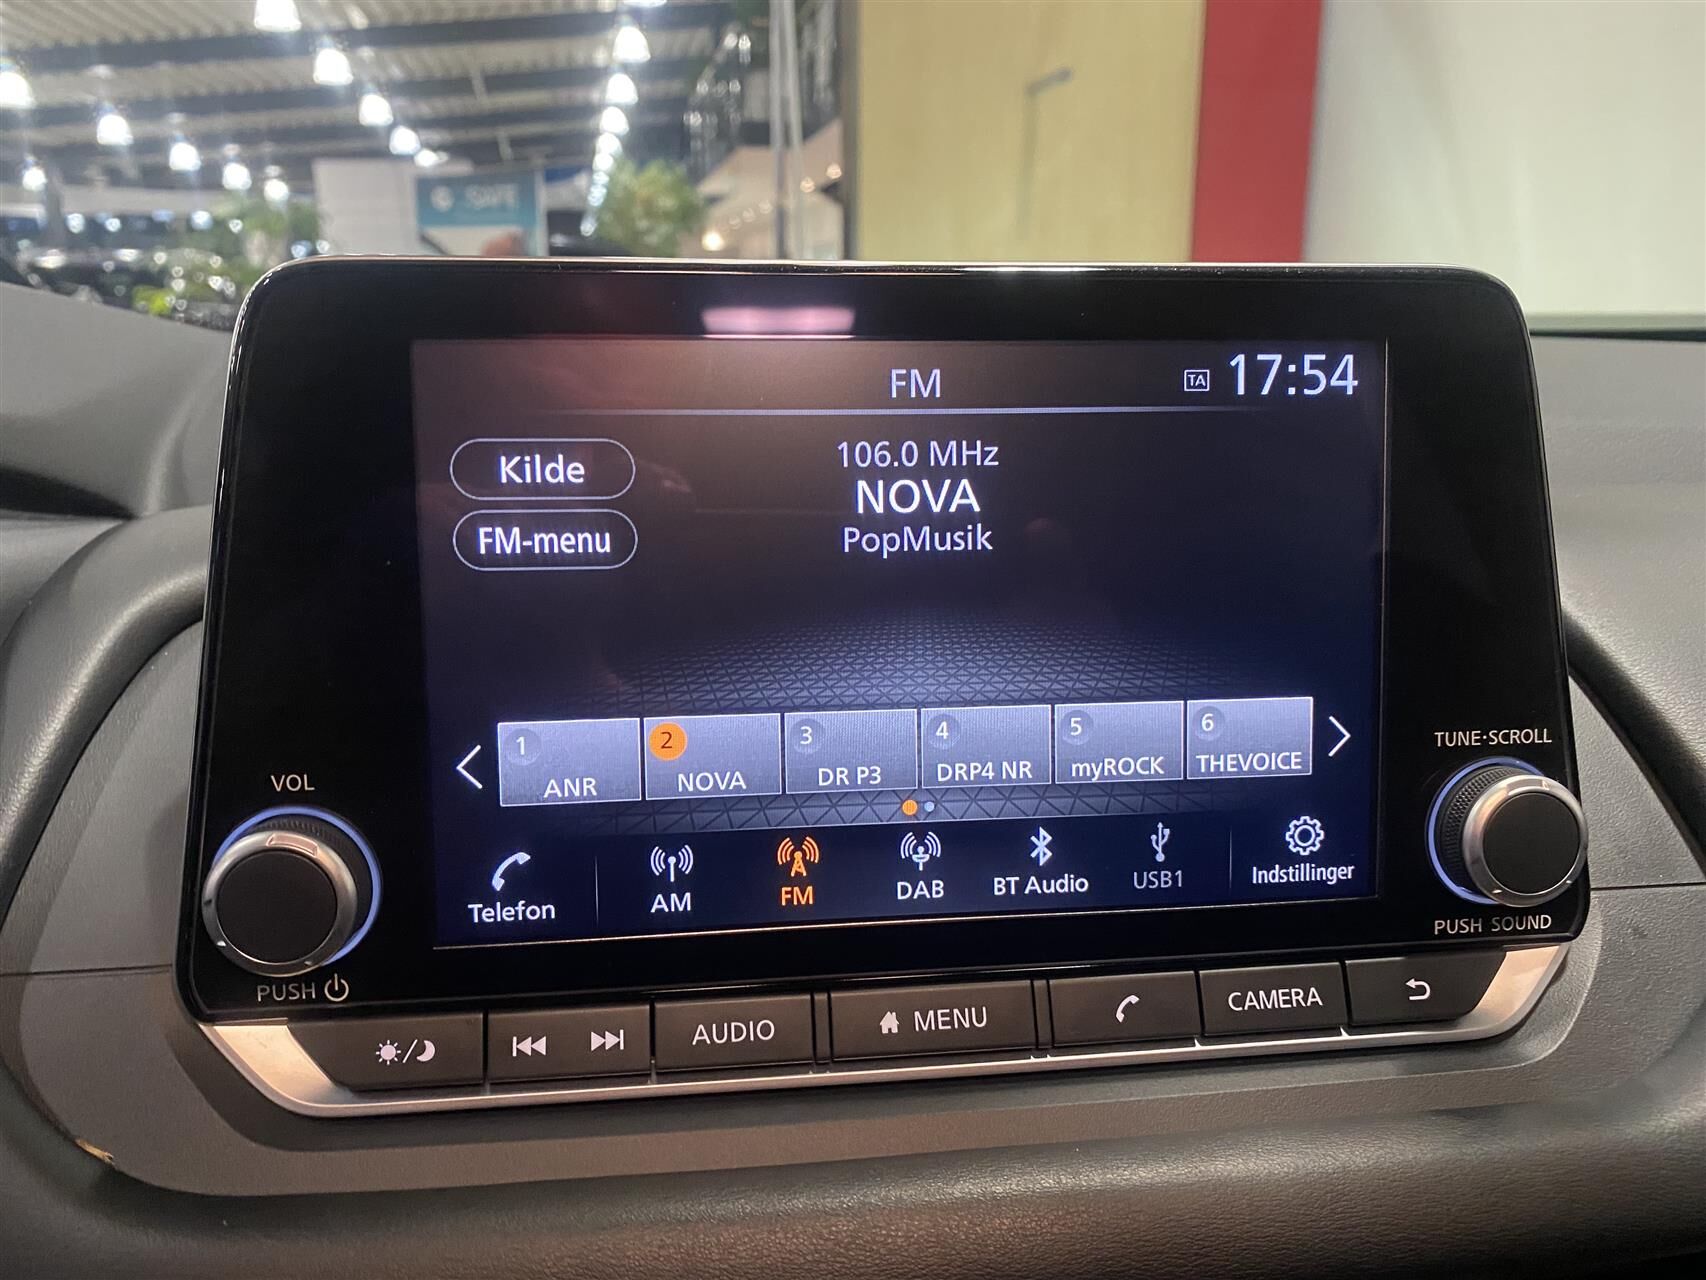 SAFE
FM
TA 17:54
Kilde
106.0 MHz
NOVA
FM-menu
PopMusik
1 ANR
2 NOVA
3 DR P3
4 DRP4 NR
5 myROCK
6 THEVOICE
Telefon
AM
FM
DAB
BT Audio
USB1
Indstillinger
VOL
PUSH
TUNE·SCROLL
PUSH SOUND
AUDIO
MENU
CAMERA